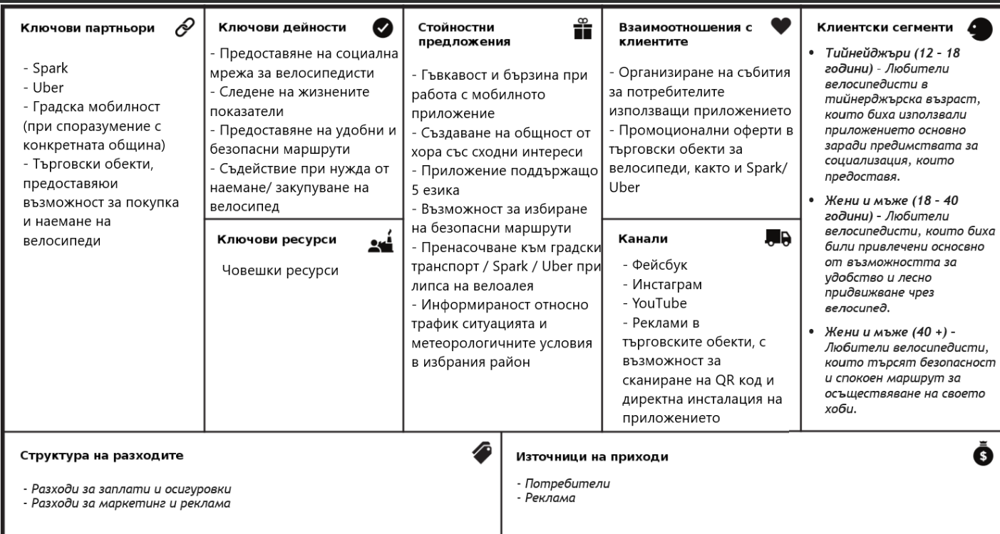 Ключови партньори
- Spark
- Uber
- Градска мобилност
(при споразумение с
конкретната община)
- Търговски обекти,
предоставяюи
възможност за покупка
и наемане на
велосипеди
Ключови дейности
- Предоставяне на социална
мрежа за велосипедисти
- Следене на жизнените
показатели
- Предоставяне на удобни и
безопасни маршрути
- Съдействие при нужда от
наемане/ закупуване на
велосипед
Ключови ресурси
Човешки ресурси
Стойностни
предложения
- Гъвкавост и бързина при
работа с мобилното
приложение
- Създаване на общност от
хора със сходни интереси
- Приложение поддържащо
5 езика
- Възможност за избиране
на безопасни маршрути
- Пренасочване към градски
транспорт / Spark / Uber при
липса на велоалея
- Информираност относно
трафик ситуацията и
метеорологичните условия
в избрания район
Взаимоотношения с
клиентите
- Организиране на събития
за потребителите
използващи приложението
- Промоционални оферти в
търговски обекти за
велосипеди, както и Spark/
Uber
Канали
- Фейсбук
- Инстаграм
- YouTube
- Реклами в
търговските обекти, с
възможност за
сканиране на QR код и
директна инсталация на
приложението
Клиентски сегменти
• Тийнейджъри (12 - 18
години) - Любители
велосипедисти в
тийнерджърска възраст,
които биха използвали
приложението основно
заради предимствата за
социализация, които
предоставя.
• Жени и мъже (18 - 40
години) - Любители
велосипедисти, които биха
били привлечени основно
от възможността за
удобство и лесно
придвижване чрез
велосипед.
• Жени и мъже (40 +) -
Любители велосипедисти,
които търсят безопасност
и спокоен маршрут за
осъществяване на своето
хоби.
Структура на разходите
- Разходи за заплати и осигуровки
- Разходи за маркетинг и реклама
Източници на приходи
$
- Потребители
- Реклама